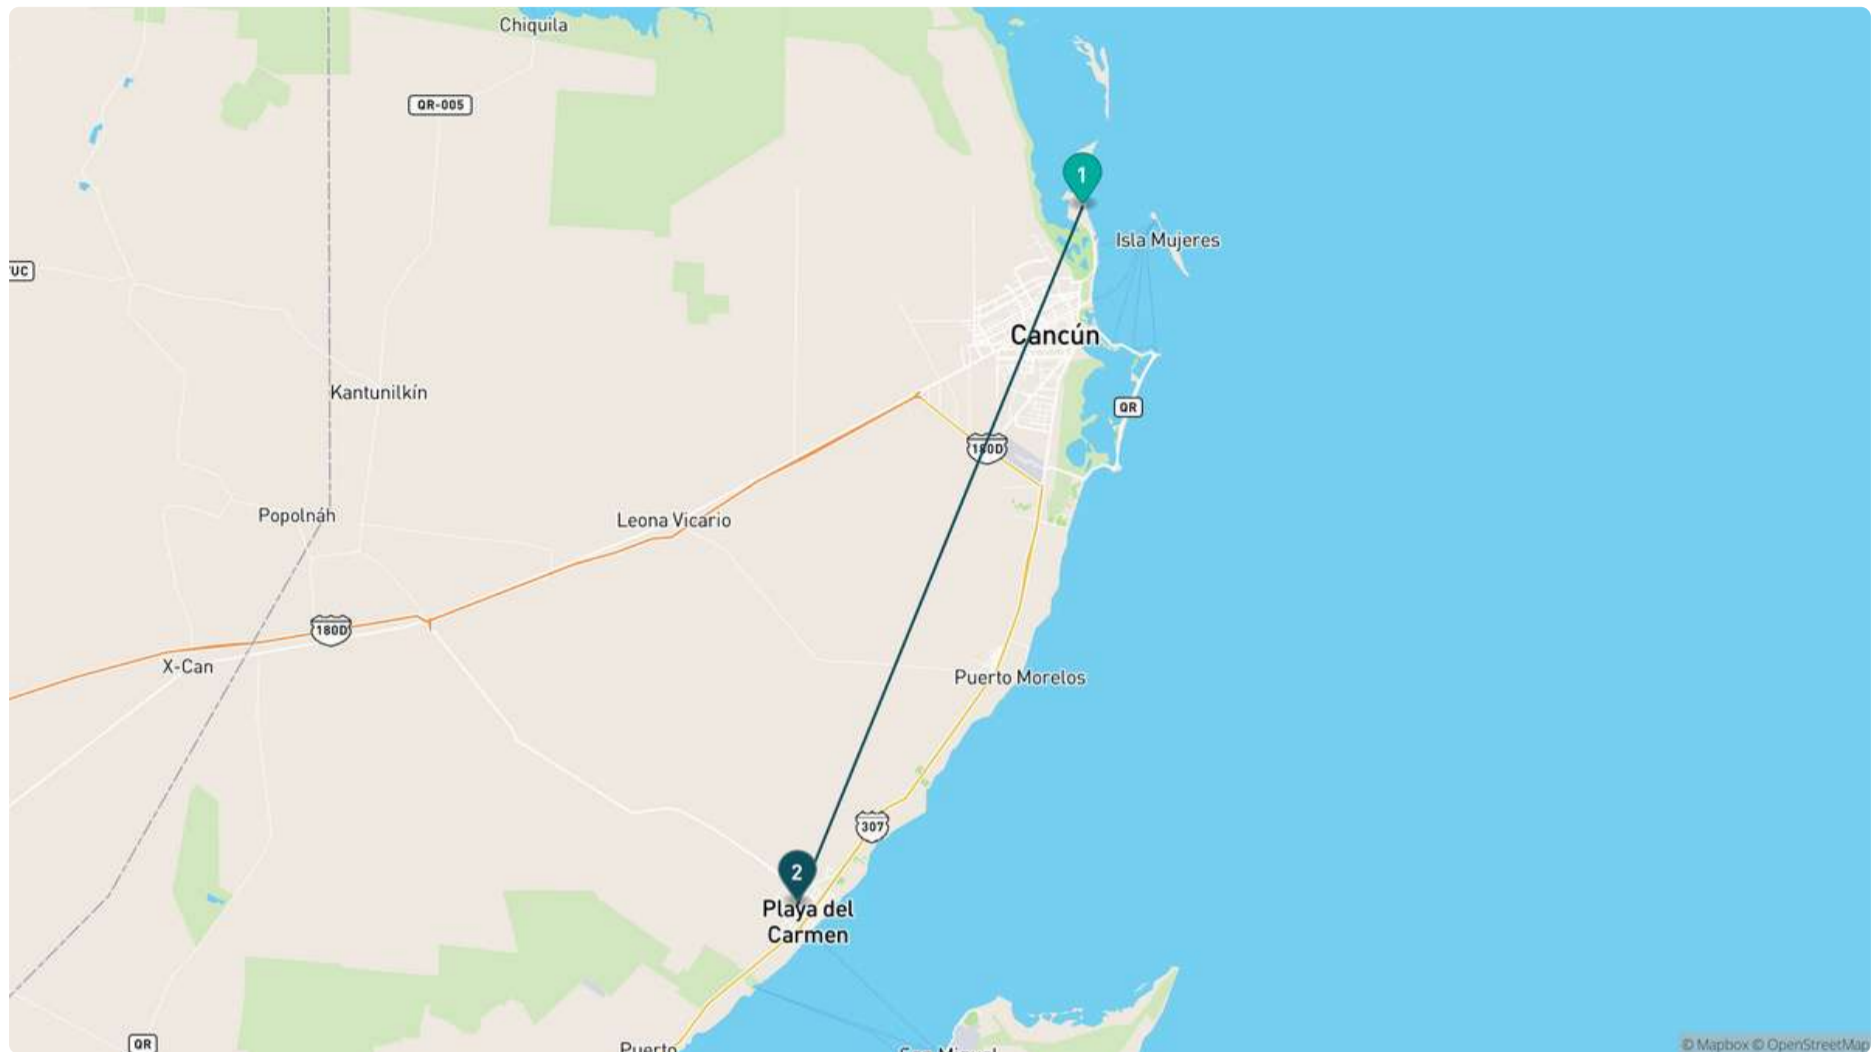 Chiquila
QR-005
1
Isla Mujeres
UC
Cancún
Kantunilkín
QR
180D
Popolnáh
Leona Vicario
180D
X-Can
Puerto Morelos
307
2
Playa del
Carmen
QR
Puerto
© Mapbox © OpenStreetMap